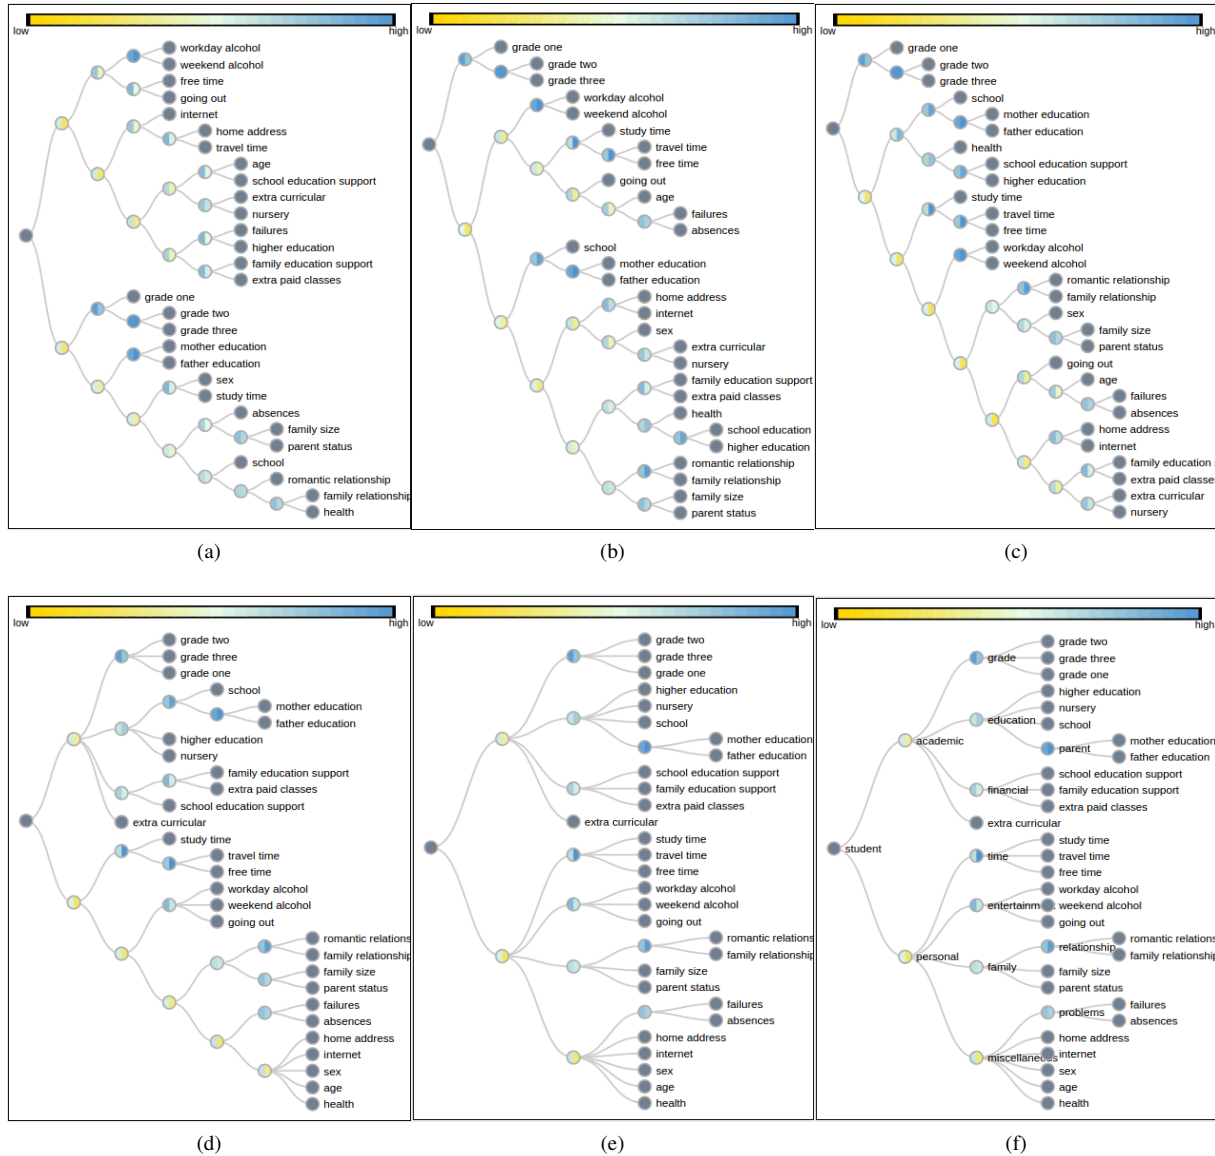 low high
workday alcohol
weekend alcohol
free time
going out
internet
home address
travel time
age
school education support
extra curricular
nursery
failures
higher education
family education support
extra paid classes
grade one
grade two
grade three
mother education
father education
sex
study time
absences
family size
parent status
school
romantic relationship
family relationship
health
(a)
low high
grade one
grade two
grade three
workday alcohol
weekend alcohol
study time
travel time
free time
going out
age
failures
absences
school
mother education
father education
home address
internet
sex
extra curricular
nursery
family education support
extra paid classes
health
school education
higher education
romantic relationship
family relationship
family size
parent status
(b)
low high
grade one
grade two
grade three
school
mother education
father education
health
school education support
higher education
study time
travel time
free time
workday alcohol
weekend alcohol
romantic relationship
family relationship
sex
family size
parent status
going out
age
failures
absences
home address
internet
family education s
extra paid classes
extra curricular
nursery
(c)
low high
grade two
grade three
grade one
school
mother education
father education
higher education
nursery
family education support
extra paid classes
school education support
extra curricular
study time
travel time
free time
workday alcohol
weekend alcohol
going out
romantic relations
family relationship
family size
parent status
failures
absences
home address
internet
sex
age
health
(d)
low high
grade two
grade three
grade one
higher education
nursery
school
mother education
father education
school education support
family education support
extra paid classes
extra curricular
study time
travel time
free time
workday alcohol
weekend alcohol
going out
romantic relations
family relationship
family size
parent status
failures
absences
home address
internet
sex
age
health
(e)
low high
grade two
grade grade three
grade one
higher education
nursery
education school
academic parent mother education
father education
school education support
financial family education support
extra paid classes
extra curricular
study time
student time travel time
free time
workday alcohol
entertainm weekend alcohol
going out
romantic relations
relationship family relationship
personal family family size
parent status
failures
problems absences
home address
miscellaneous internet
sex
age
health
(f)